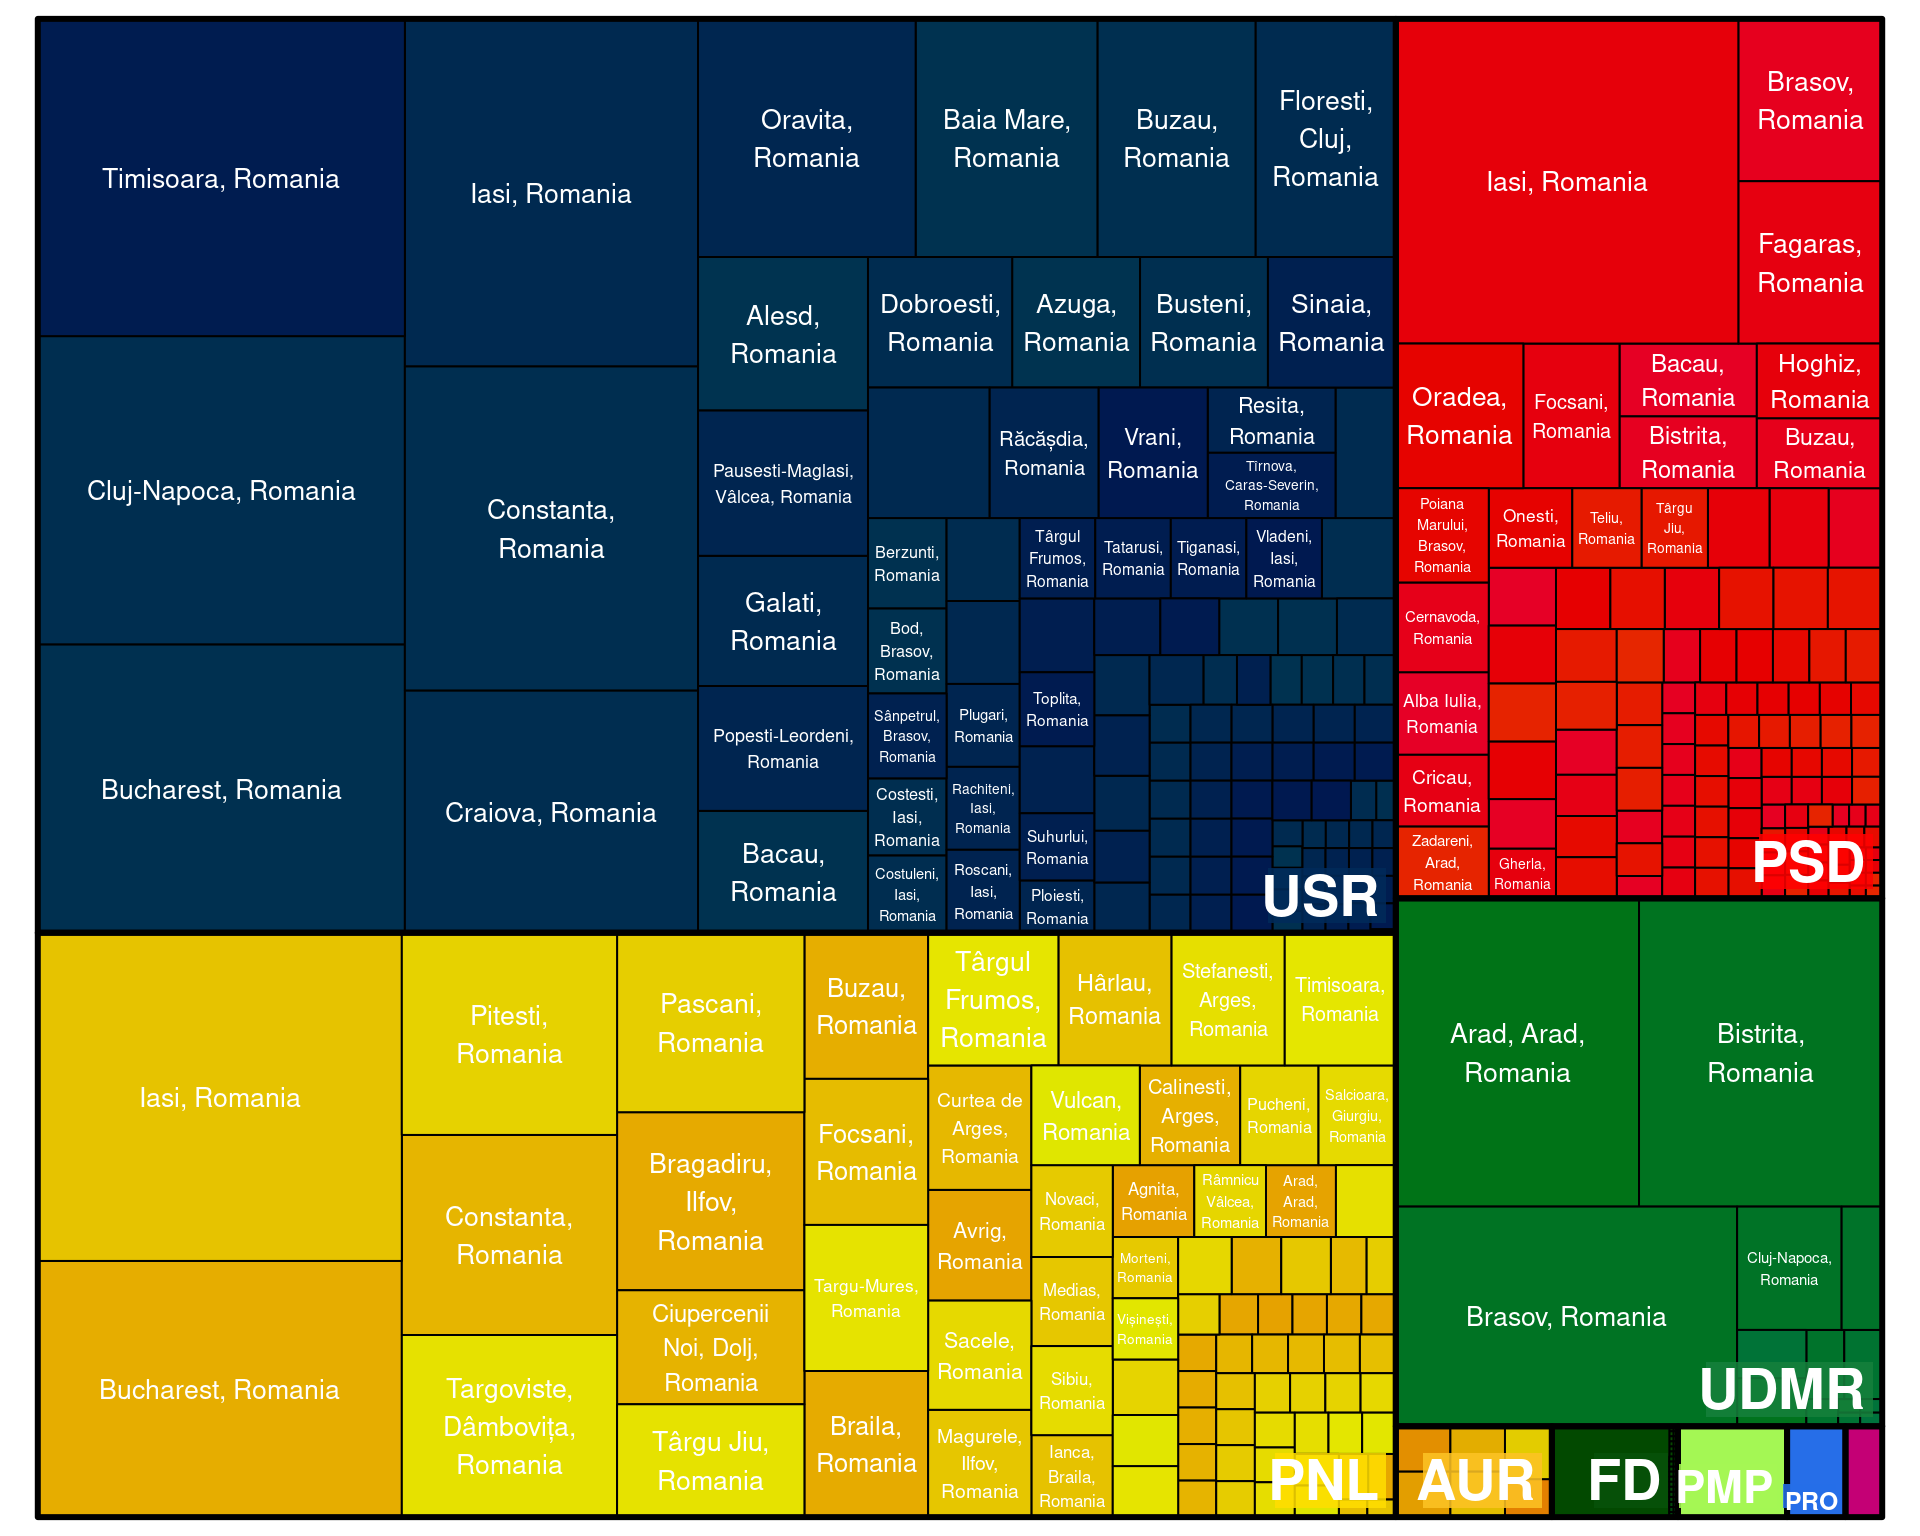 Timisoara, Romania
Cluj-Napoca, Romania
Bucharest, Romania
Iasi, Romania
Constanta,
Romania
Craiova, Romania
Oravita,
Romania
Baia Mare,
Romania
Buzau,
Romania
Floresti,
Cluj,
Romania
Alesd,
Romania
Dobroesti,
Romania
Azuga,
Romania
Busteni,
Romania
Sinaia,
Romania
Pausesti-Maglasi,
Vâlcea, Romania
Galati,
Romania
Popesti-Leordeni,
Romania
Bacau,
Romania
Răcășdia,
Romania
Vrani,
Romania
Resita,
Romania
Tîrnova,
Caras-Severin,
Romania
Berzunti,
Romania
Bod,
Brasov,
Romania
Sânpetrul,
Brasov,
Romania
Costesti,
Iasi,
Romania
Costuleni,
Iasi,
Romania
Plugari,
Romania
Rachiteni,
Iasi,
Romania
Roscani,
Iasi,
Romania
Târgul
Frumos,
Romania
Tatarusi,
Romania
Tiganasi,
Romania
Vladeni,
Iasi,
Romania
Toplita,
Romania
Suhurlui,
Romania
Ploiesti,
Romania
USR
Iasi, Romania
Brasov,
Romania
Fagaras,
Romania
Oradea,
Romania
Focsani,
Romania
Bacau,
Romania
Bistrita,
Romania
Hoghiz,
Romania
Buzau,
Romania
Poiana
Marului,
Brasov,
Romania
Onesti,
Romania
Teliu,
Romania
Târgu
Jiu,
Romania
Cernavoda,
Romania
Alba Iulia,
Romania
Cricau,
Romania
Zadareni,
Arad,
Romania
Gherla,
Romania
PSD
Iasi, Romania
Bucharest, Romania
Pitesti,
Romania
Constanta,
Romania
Targoviste,
Dâmbovița,
Romania
Pascani,
Romania
Bragadiru,
Ilfov,
Romania
Ciupercenii
Noi, Dolj,
Romania
Târgu Jiu,
Romania
Buzau,
Romania
Focsani,
Romania
Targu-Mures,
Romania
Braila,
Romania
Târgul
Frumos,
Romania
Hârlau,
Romania
Stefanesti,
Arges,
Romania
Timisoara,
Romania
Curtea de
Arges,
Romania
Avrig,
Romania
Sacele,
Romania
Magurele,
Ilfov,
Romania
Vulcan,
Romania
Calinesti,
Arges,
Romania
Pucheni,
Romania
Salcioara,
Giurgiu,
Romania
Novaci,
Romania
Medias,
Romania
Sibiu,
Romania
Ianca,
Braila,
Romania
Agnita,
Romania
Râmnicu
Vâlcea,
Romania
Arad,
Arad,
Romania
Morteni,
Romania
Vișinești,
Romania
PNL
Arad, Arad,
Romania
Bistrita,
Romania
Brasov, Romania
Cluj-Napoca,
Romania
UDMR
AUR
FD
PMP
PRO